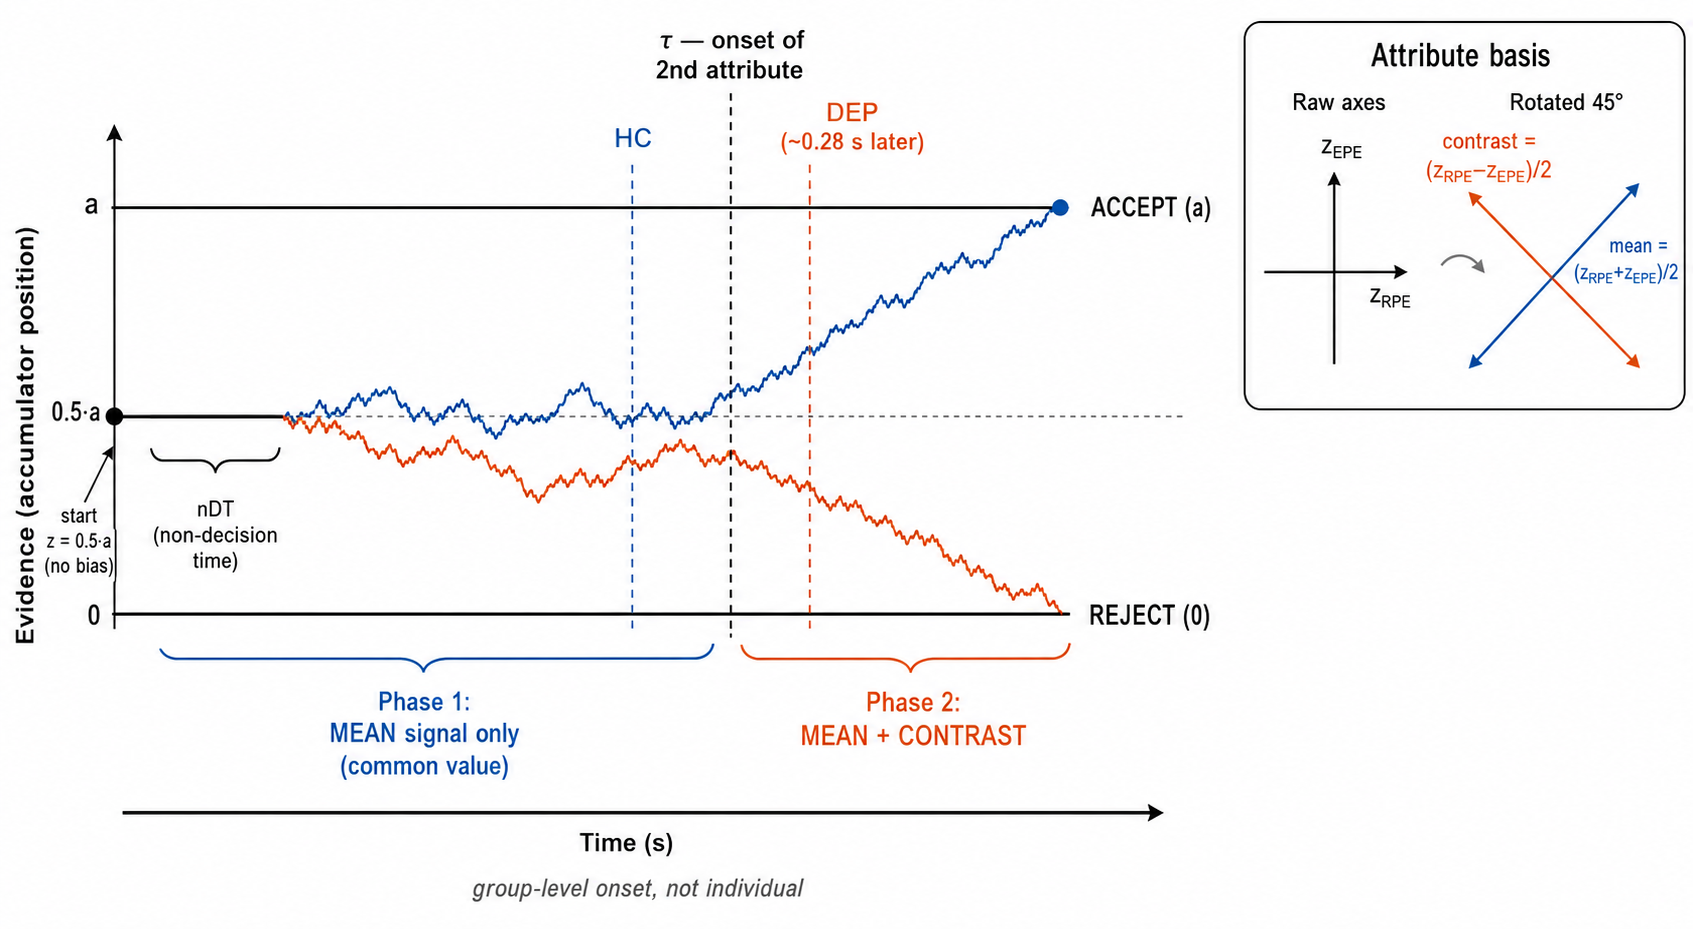 τ — onset of
2nd attribute
HC
DEP
(~0.28 s later)
a
ACCEPT (a)
Evidence (accumulator position)
0.5·a
start
z = 0.5·a
(no bias)
nDT
(non-decision
time)
0
REJECT (0)
Phase 1:
MEAN signal only
(common value)
Phase 2:
MEAN + CONTRAST
Time (s)
group-level onset, not individual
Attribute basis
Raw axes
Rotated 45°
zEPE
zRPE
contrast =
(zRPE−zEPE)/2
mean =
(zRPE+zEPE)/2